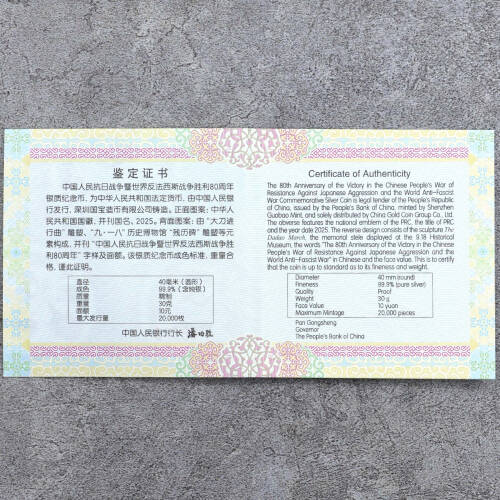 鉴定证书
中国人民抗日战争暨世界反法西斯战争胜利80周年
银质纪念币，为中华人民共和国法定货币，由中国人民银
行发行，深圳国宝造币有限公司铸造。正面图案：中华人
民共和国国徽，并刊国名、2025。背面图案：由“大刀进
行曲”雕塑、“九·一八”历史博物馆“残历碑”雕塑等元
素构成，并刊“中国人民抗日战争暨世界反法西斯战争胜
利80周年”字样及面额。该银质纪念币成色标准，重量合
格，谨此证明。
直径 40毫米（圆形）
成色 99.9%（含纯银）
质量 精制
重量 30克
面额 10元
最大发行量 20,000枚
中国人民银行行长
Certificate of Authenticity
The 80th Anniversary of the Victory in the Chinese People's War of
Resistance Against Japanese Aggression and the World Anti-Fascist
War Commemorative Silver Coin is legal tender of the People's Republic
of China, issued by the People's Bank of China, minted by Shenzhen
Guobao Mint, and solely distributed by China Gold Coin Group Co., Ltd.
The obverse features the national emblem of the PRC, the title of PRC
and the year date 2025. The reverse design consists of the sculpture The
Dadao March, the memorial stele displayed at the 9.18 Historical
Museum, the words "The 80th Anniversary of the Victory in the Chinese
People's War of Resistance Against Japanese Aggression and the
World Anti-Fascist War" in Chinese and the face value. This is to certify
that the coin is up to standard as to its fineness and weight.
Diameter 40 mm (round)
Fineness 99.9% (pure silver)
Quality Proof
Weight 30 g
Face Value 10 yuan
Maximum Mintage 20,000 pieces
Pan Gongsheng
Governor
The People's Bank of China